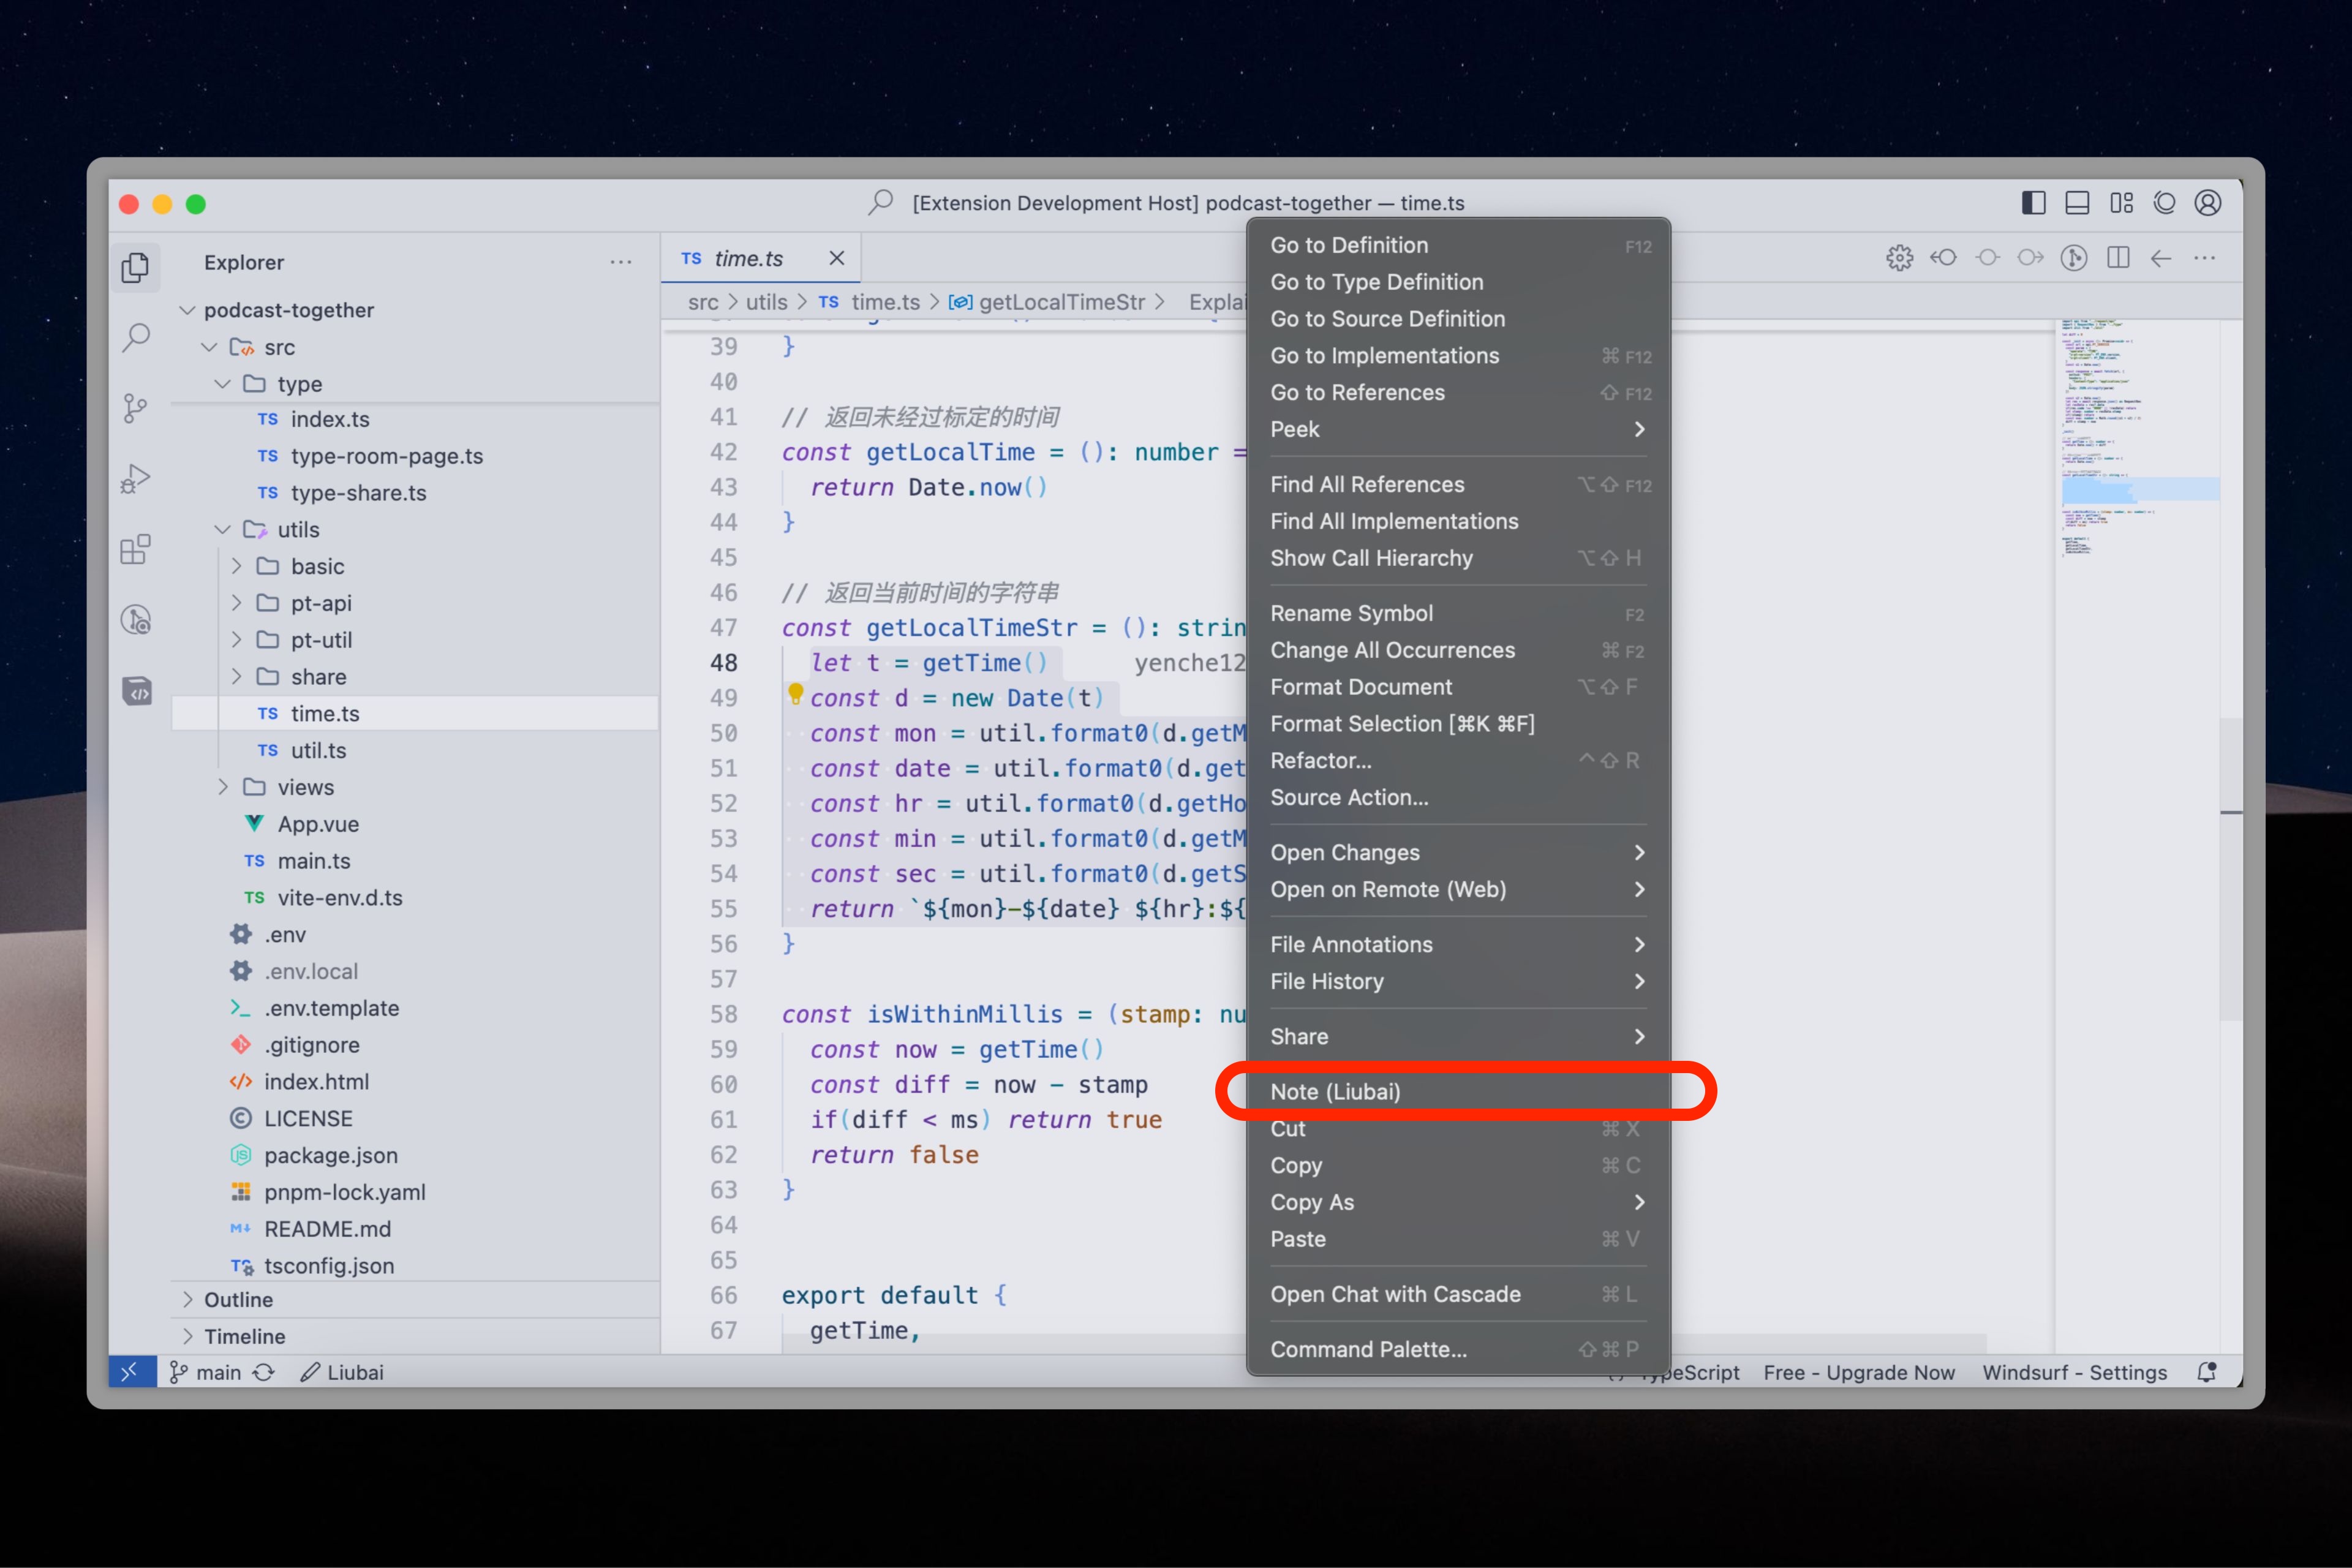 [Extension Development Host] podcast-together — time.ts
Explorer
podcast-together
src
type
TS index.ts
TS type-room-page.ts
TS type-share.ts
utils
basic
pt-api
pt-util
share
TS time.ts
TS util.ts
views
App.vue
TS main.ts
TS vite-env.d.ts
.env
.env.local
.env.template
.gitignore
index.html
LICENSE
package.json
pnpm-lock.yaml
README.md
tsconfig.json
Outline
Timeline
TS time.ts
src > utils > TS time.ts > getLocalTimeStr > Explai
39 }
40
41 // 返回未经过标定的时间
42 const getLocalTime = (): number =
43 return Date.now()
44 }
45
46 // 返回当前时间的字符串
47 const getLocalTimeStr = (): strin
48 let t = getTime() yenche12
49 const d = new Date(t)
50 const mon = util.format0(d.getM
51 const date = util.format0(d.get
52 const hr = util.format0(d.getHo
53 const min = util.format0(d.getM
54 const sec = util.format0(d.getS
55 return `${mon}-${date} ${hr}:${
56 }
57
58 const isWithinMillis = (stamp: nu
59 const now = getTime()
60 const diff = now - stamp
61 if(diff < ms) return true
62 return false
63 }
64
65
66 export default {
67 getTime,
Go to Definition F12
Go to Type Definition
Go to Source Definition
Go to Implementations ⌘ F12
Go to References ⇧ F12
Peek
Find All References ⌥⇧ F12
Find All Implementations
Show Call Hierarchy ⌥⇧ H
Rename Symbol F2
Change All Occurrences ⌘ F2
Format Document ⌥⇧ F
Format Selection [⌘K ⌘F]
Refactor... ^⇧ R
Source Action...
Open Changes
Open on Remote (Web)
File Annotations
File History
Share
Note (Liubai)
Cut ⌘ X
Copy ⌘ C
Copy As
Paste ⌘ V
Open Chat with Cascade ⌘ L
Command Palette... ⇧⌘ P
main
Liubai
TypeScript
Free - Upgrade Now
Windsurf - Settings